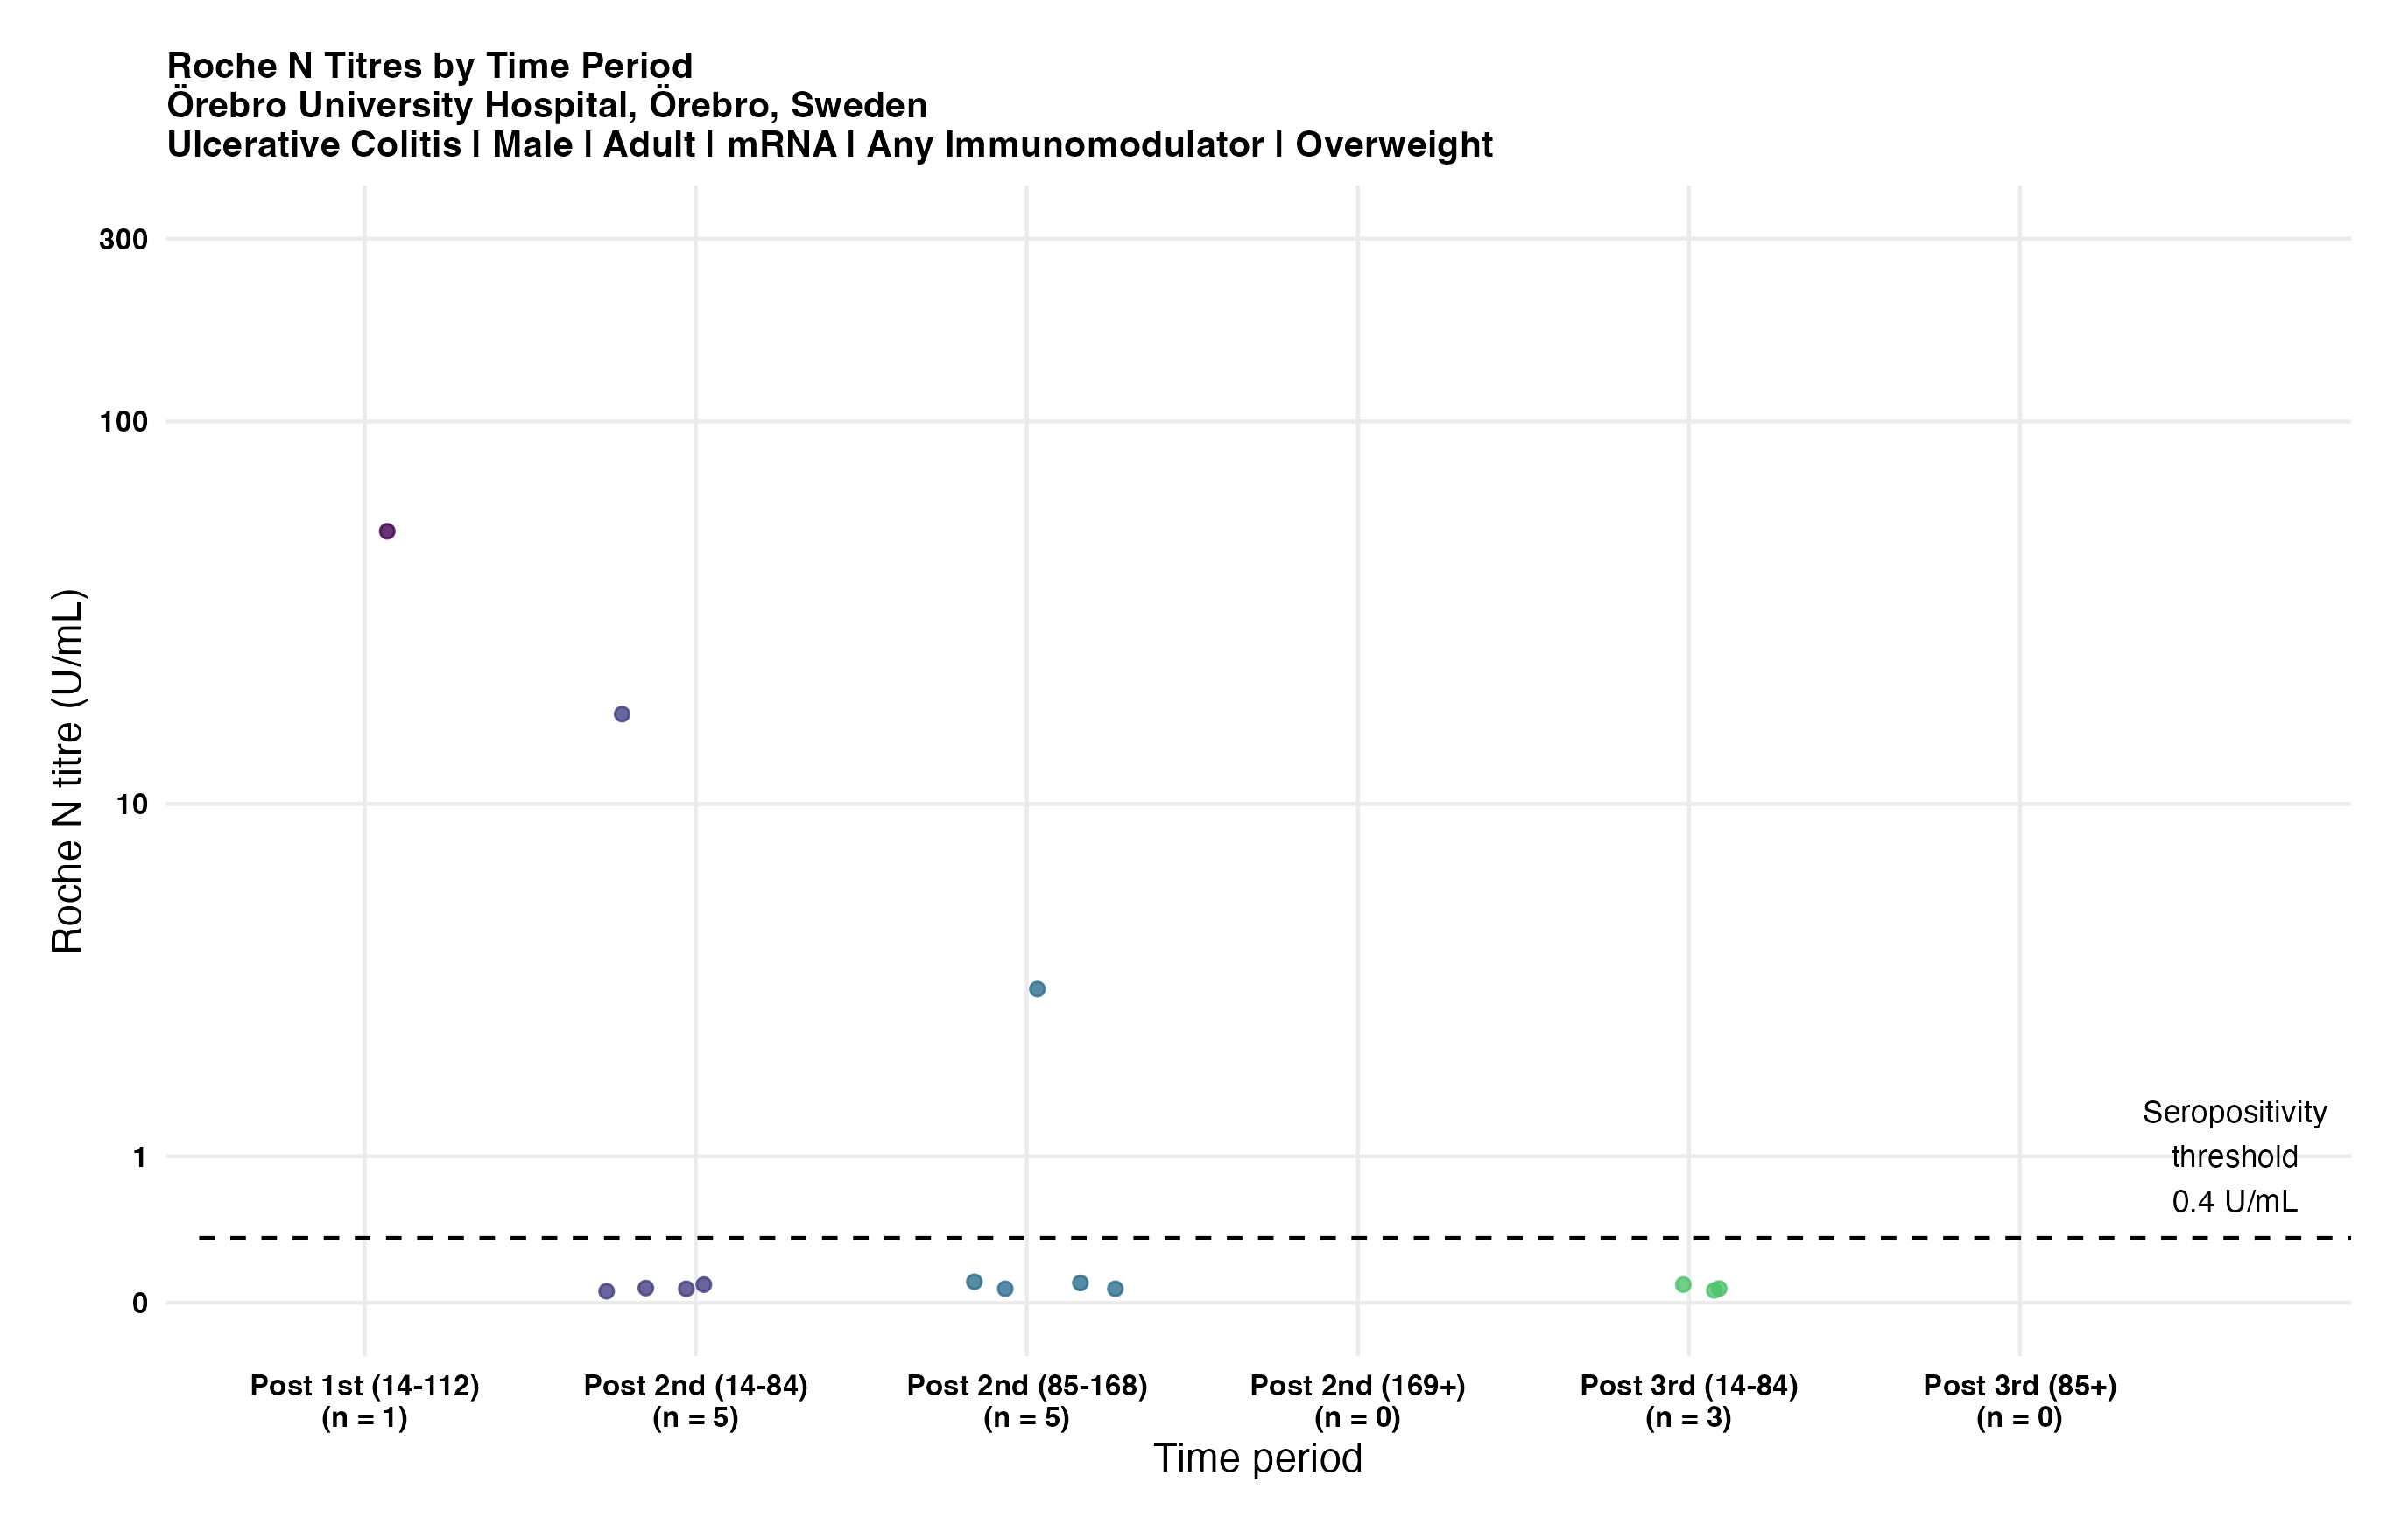 Roche N Titres by Time Period
Örebro University Hospital, Örebro, Sweden
Ulcerative Colitis | Male | Adult | mRNA | Any Immunomodulator | Overweight
Roche N titre (U/mL)
300
100
10
1
0
Seropositivity
threshold
0.4 U/mL
Post 1st (14-112)
(n = 1)
Post 2nd (14-84)
(n = 5)
Post 2nd (85-168)
(n = 5)
Post 2nd (169+)
(n = 0)
Post 3rd (14-84)
(n = 3)
Post 3rd (85+)
(n = 0)
Time period